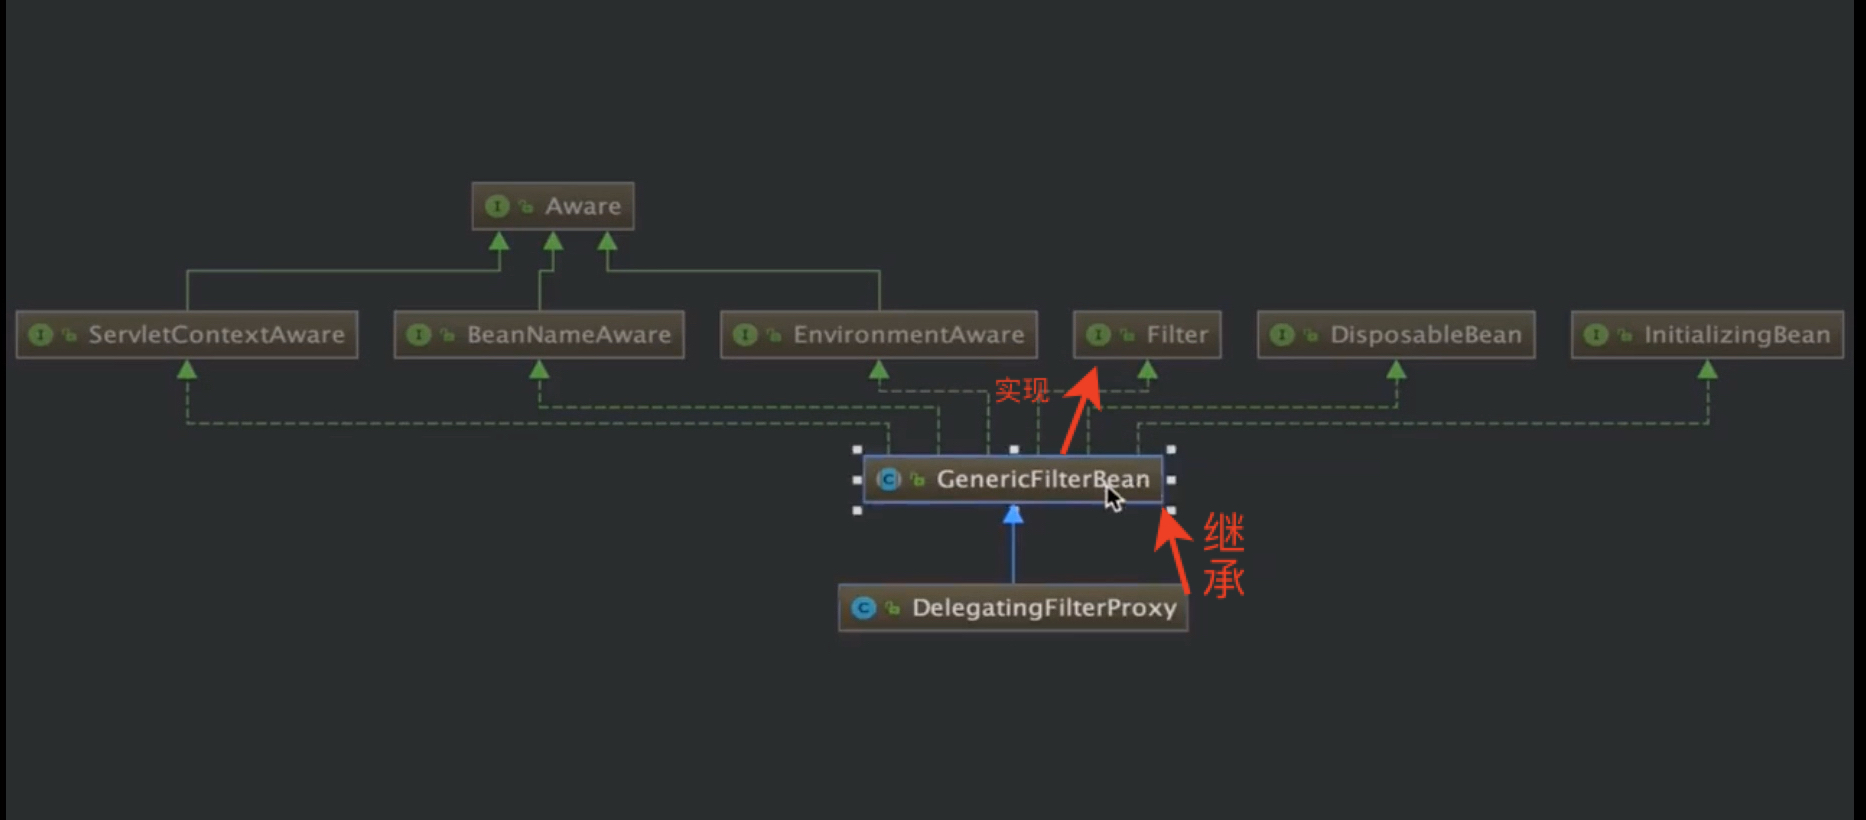 Aware
ServletContextAware
BeanNameAware
EnvironmentAware
Filter
DisposableBean
InitializingBean
实现
GenericFilterBean
继
承
DelegatingFilterProxy